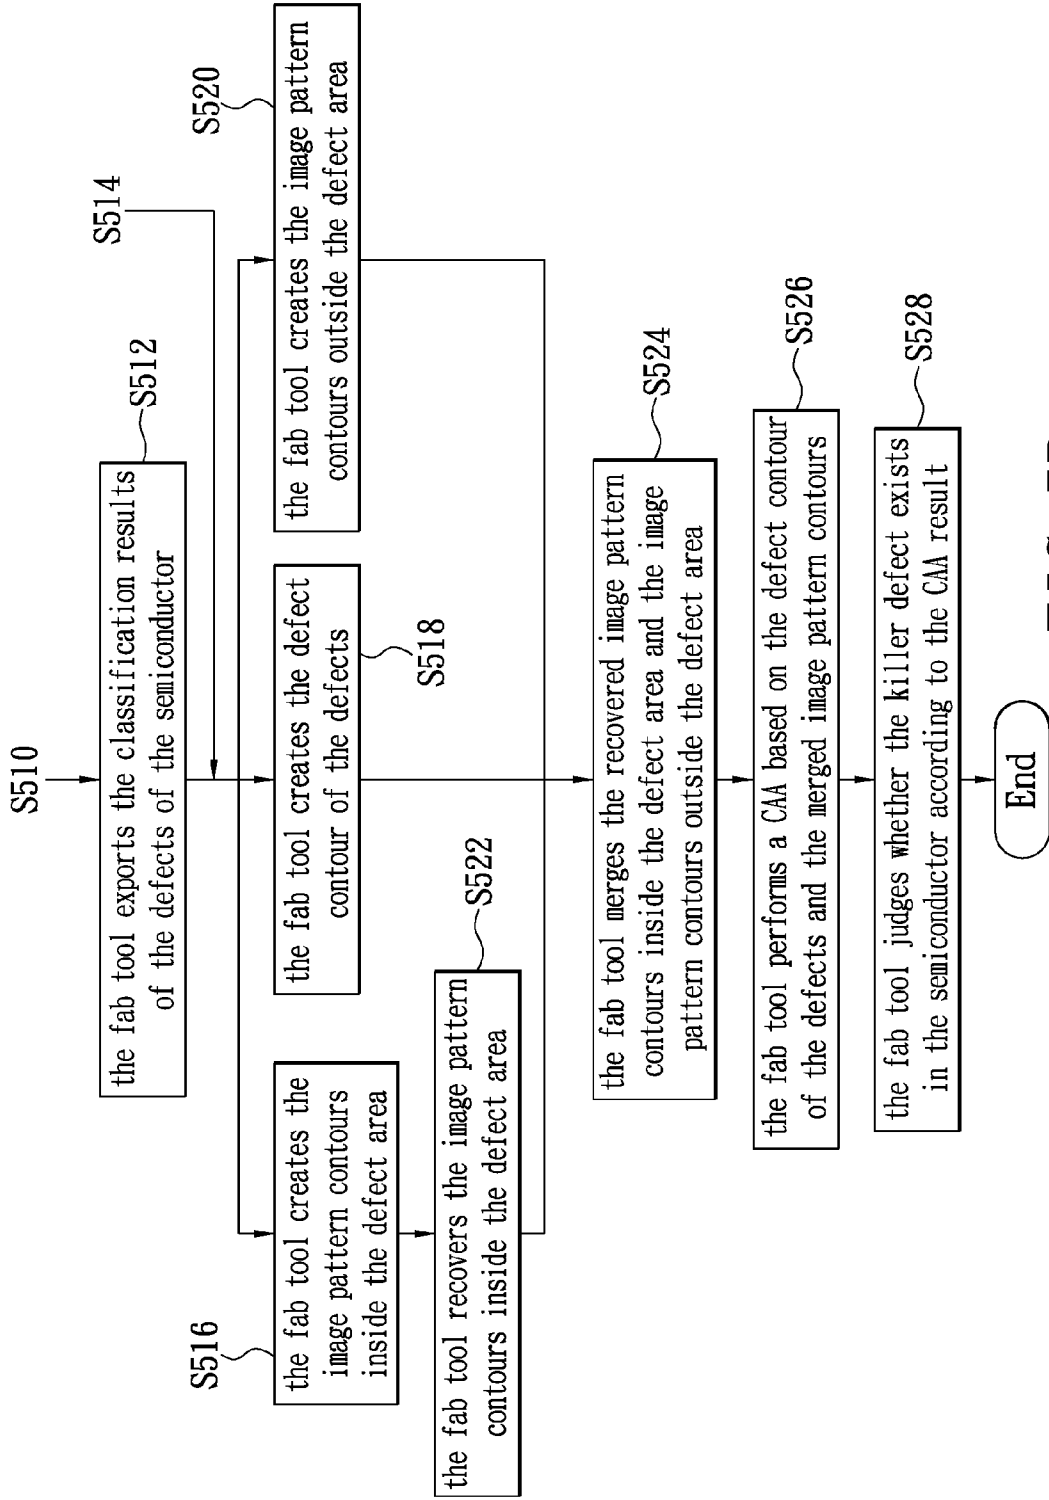 S510
the fab tool exports the classification results
of the defects of the semiconductor
S512
S514
S516
the fab tool creates the
image pattern contours
inside the defect area
the fab tool creates the defect
contour of the defects
S518
the fab tool creates the image pattern
contours outside the defect area
S520
the fab tool recovers the image pattern
contours inside the defect area
S522
the fab tool merges the recovered image pattern
contours inside the defect area and the image
pattern contours outside the defect area
S524
the fab tool performs a CAA based on the defect contour
of the defects and the merged image pattern contours
S526
the fab tool judges whether the killer defect exists
in the semiconductor according to the CAA result
S528
End